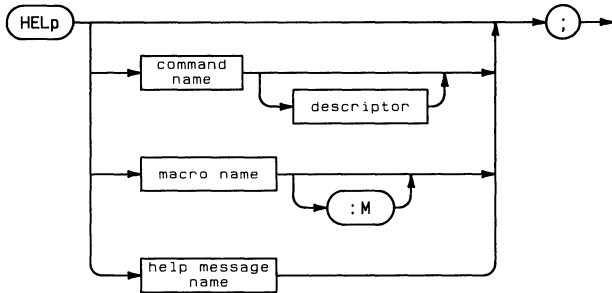 HELp
;
command
name
descriptor
macro name
:M
help message
name